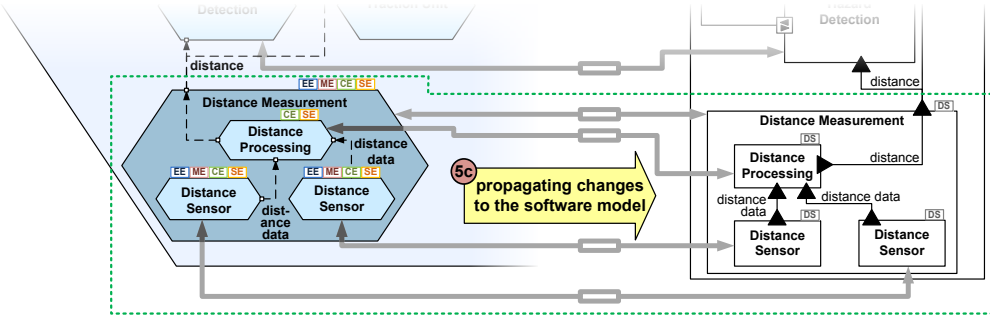 Detection
Traction Unit
Hazard
Detection
distance
distance
EE ME CE SE
Distance Measurement
DS
CE SE
Distance Measurement
Distance
Processing
DS
distance
data
Distance
Processing
distance
5c
propagating changes
to the software model
EE ME CE SE
EE ME CE SE
Distance
Sensor
Distance
Sensor
dist-
ance
data
distance
data
distance data
DS
DS
Distance
Sensor
Distance
Sensor